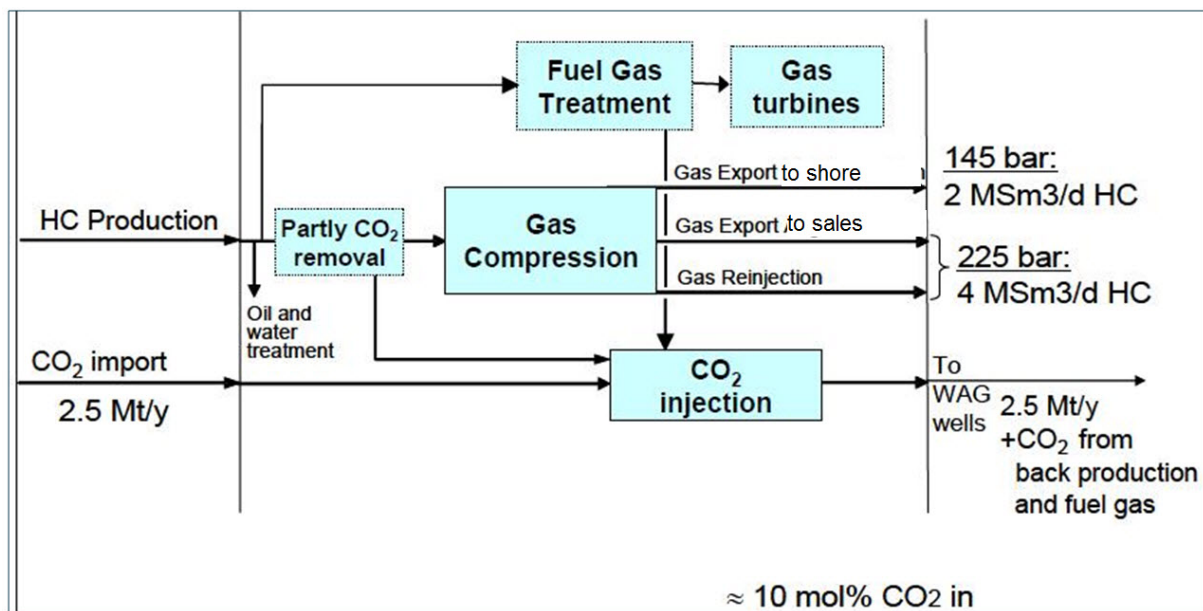 Fuel Gas
Treatment
Gas
turbines
Gas Export to shore
145 bar:
2 MSm3/d HC
HC Production
Partly CO₂
removal
Gas
Compression
Gas Export to sales
Gas Reinjection
225 bar:
4 MSm3/d HC
Oil and
water
treatment
CO₂ import
2.5 Mt/y
CO₂
injection
To
WAG
wells
2.5 Mt/y
+CO₂ from
back production
and fuel gas
≈ 10 mol% CO2 in